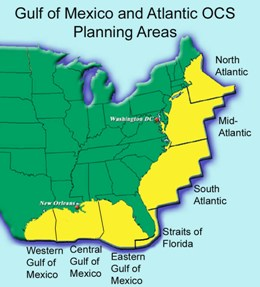 Gulf of Mexico and Atlantic OCS
Planning Areas
North
Atlantic
Washington DC
Mid-
Atlantic
South
Atlantic
New Orleans
Straits of
Florida
Western
Gulf of
Mexico
Central
Gulf of
Mexico
Eastern
Gulf of
Mexico